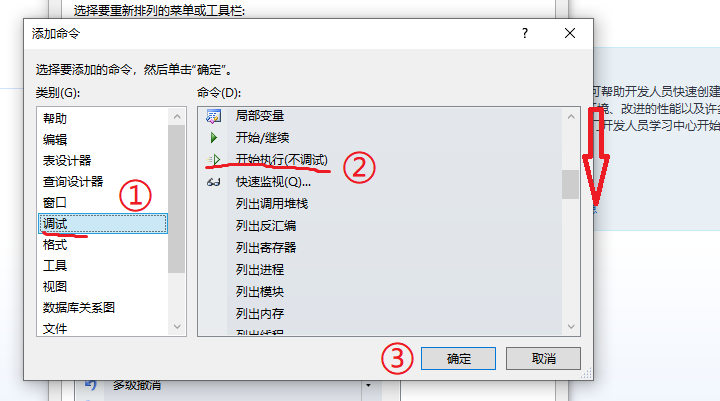 选择要重新排列的菜单或工具栏:
添加命令
选择要添加的命令，然后单击“确定”。
类别(G):
帮助
编辑
表设计器
查询设计器
窗口
①
调试
格式
工具
视图
数据库关系图
文件
命令(D):
局部变量
开始/继续
开始执行(不调试)
②
快速监视(Q)...
列出调用堆栈
列出反汇编
列出寄存器
列出进程
列出模块
列出内存
列出线程
③
确定
取消
可帮助开发人员快速创建
境、改进的性能以及许多
开发人员学习中心开始
多级撤消